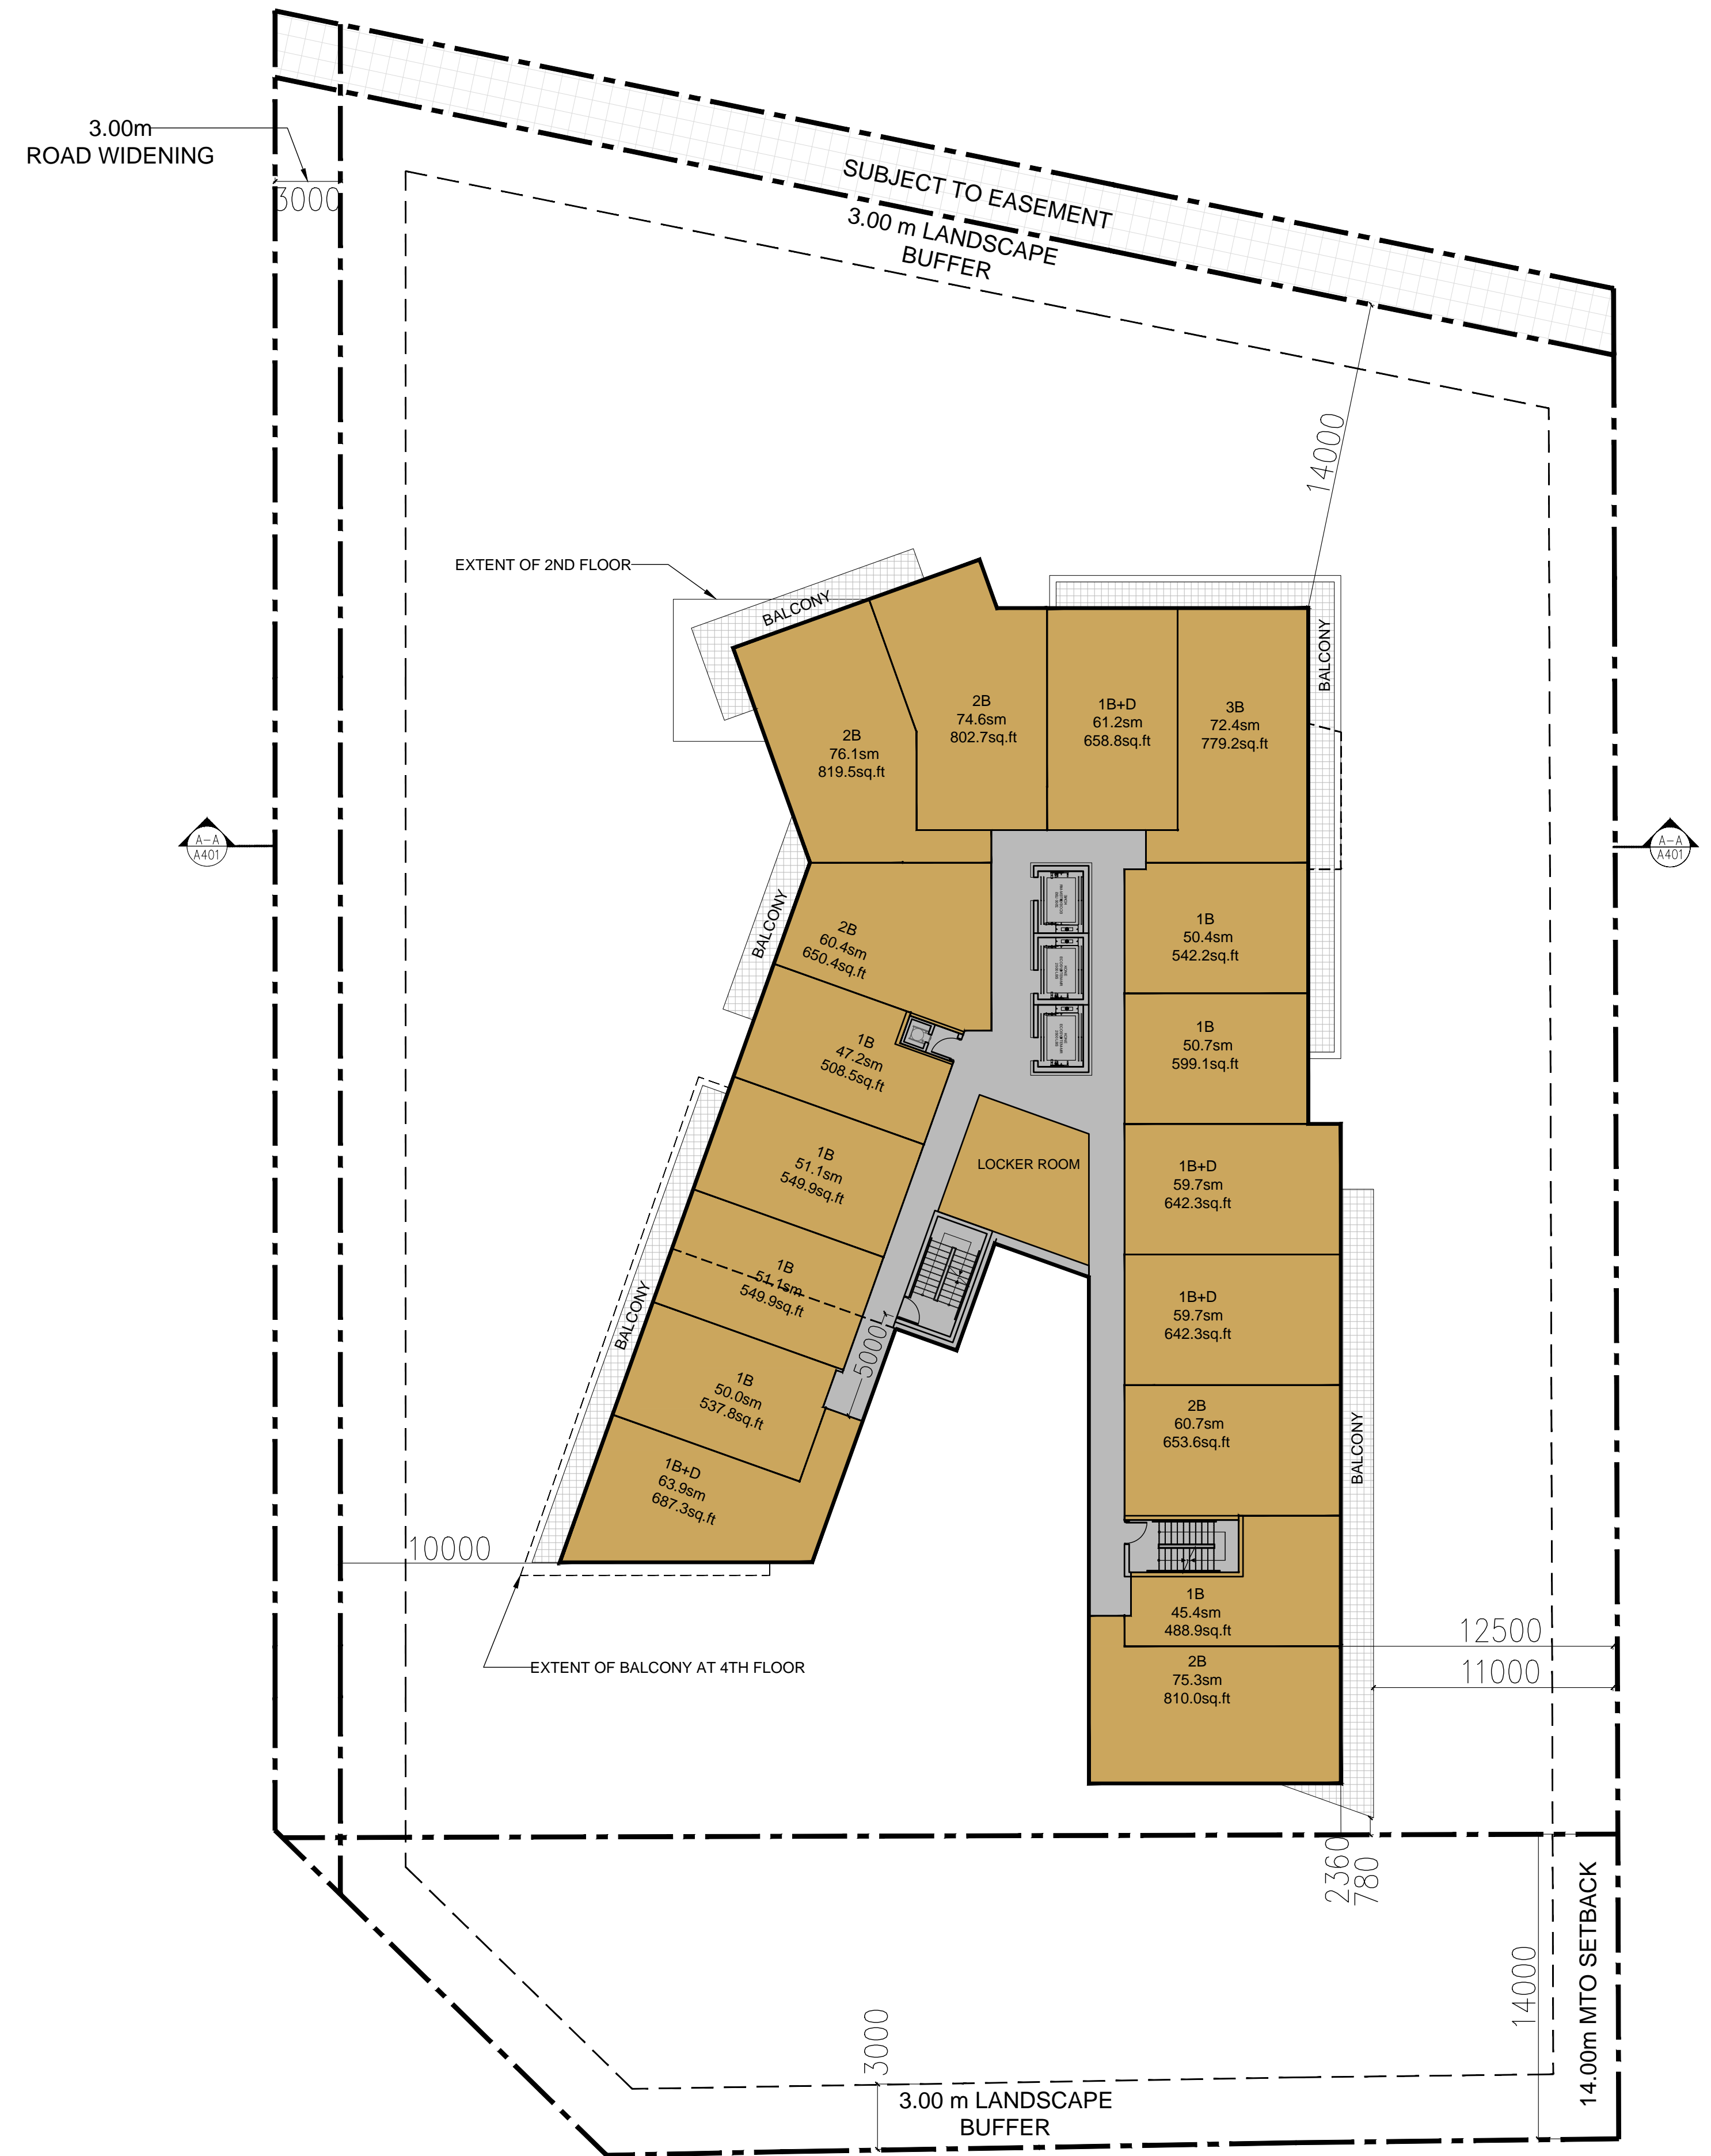 3.00m
ROAD WIDENING
3000
SUBJECT TO EASEMENT
3.00 m LANDSCAPE
BUFFER
14000
EXTENT OF 2ND FLOOR
BALCONY
BALCONY
2B
74.6sm
802.7sq.ft
1B+D
61.2sm
658.8sq.ft
3B
72.4sm
779.2sq.ft
2B
76.1sm
819.5sq.ft
A-A
A401
A-A
A401
BALCONY
2B
60.4sm
650.4sq.ft
1B
50.4sm
542.2sq.ft
1B
47.2sm
508.5sq.ft
1B
50.7sm
599.1sq.ft
1B
51.1sm
549.9sq.ft
LOCKER ROOM
1B+D
59.7sm
642.3sq.ft
1B
51.1sm
549.9sq.ft
1B+D
59.7sm
642.3sq.ft
BALCONY
5000
1B
50.0sm
537.8sq.ft
2B
60.7sm
653.6sq.ft
BALCONY
1B+D
63.9sm
687.3sq.ft
10000
1B
45.4sm
488.9sq.ft
12500
11000
EXTENT OF BALCONY AT 4TH FLOOR
2B
75.3sm
810.0sq.ft
2360
780
14.00m MTO SETBACK
14000
3000
3.00 m LANDSCAPE
BUFFER